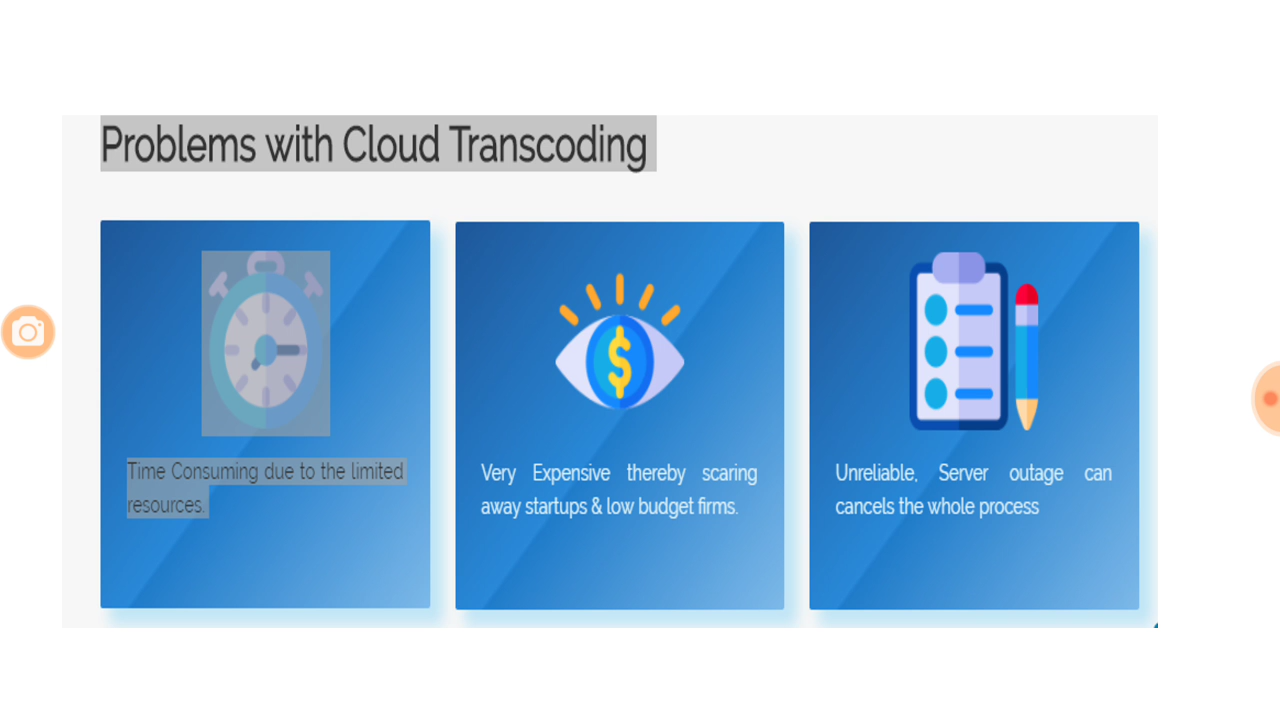 Problems with Cloud Transcoding
Time Consuming due to the limited
resources.
Very Expensive thereby scaring
away startups & low budget firms.
Unreliable, Server outage can
cancels the whole process